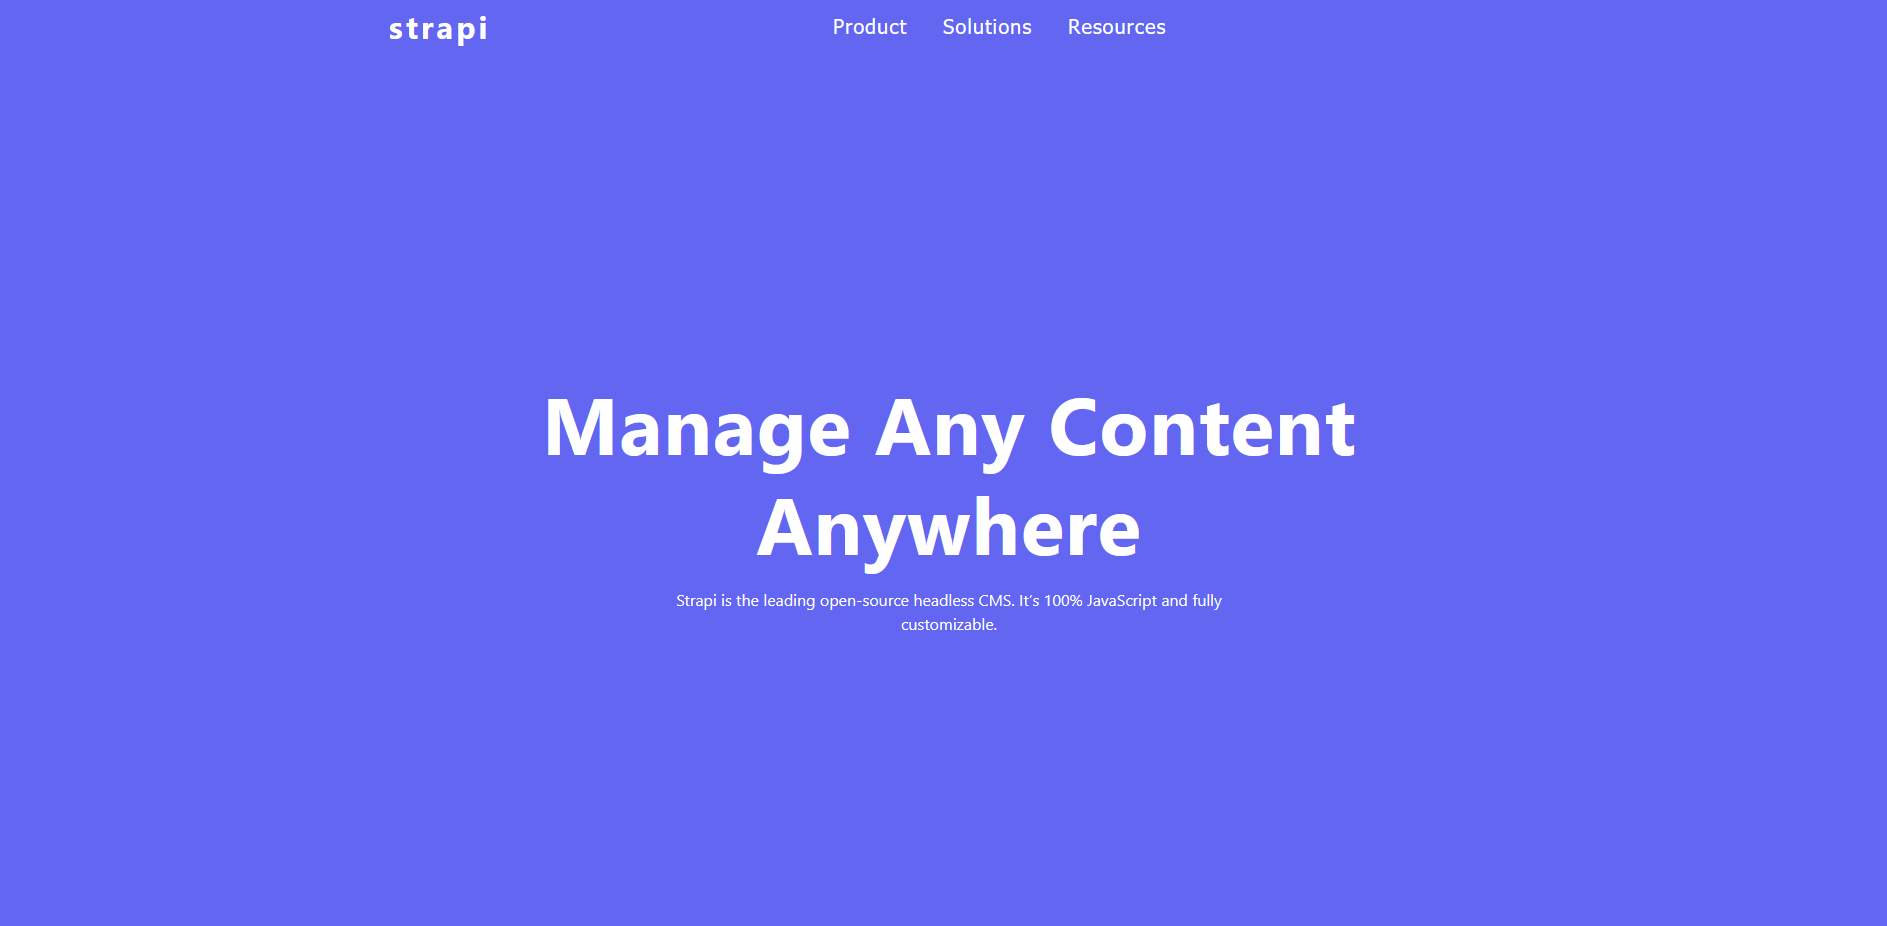 strapi
Product Solutions Resources
Manage Any Content
Anywhere
Strapi is the leading open-source headless CMS. It’s 100% JavaScript and fully
customizable.